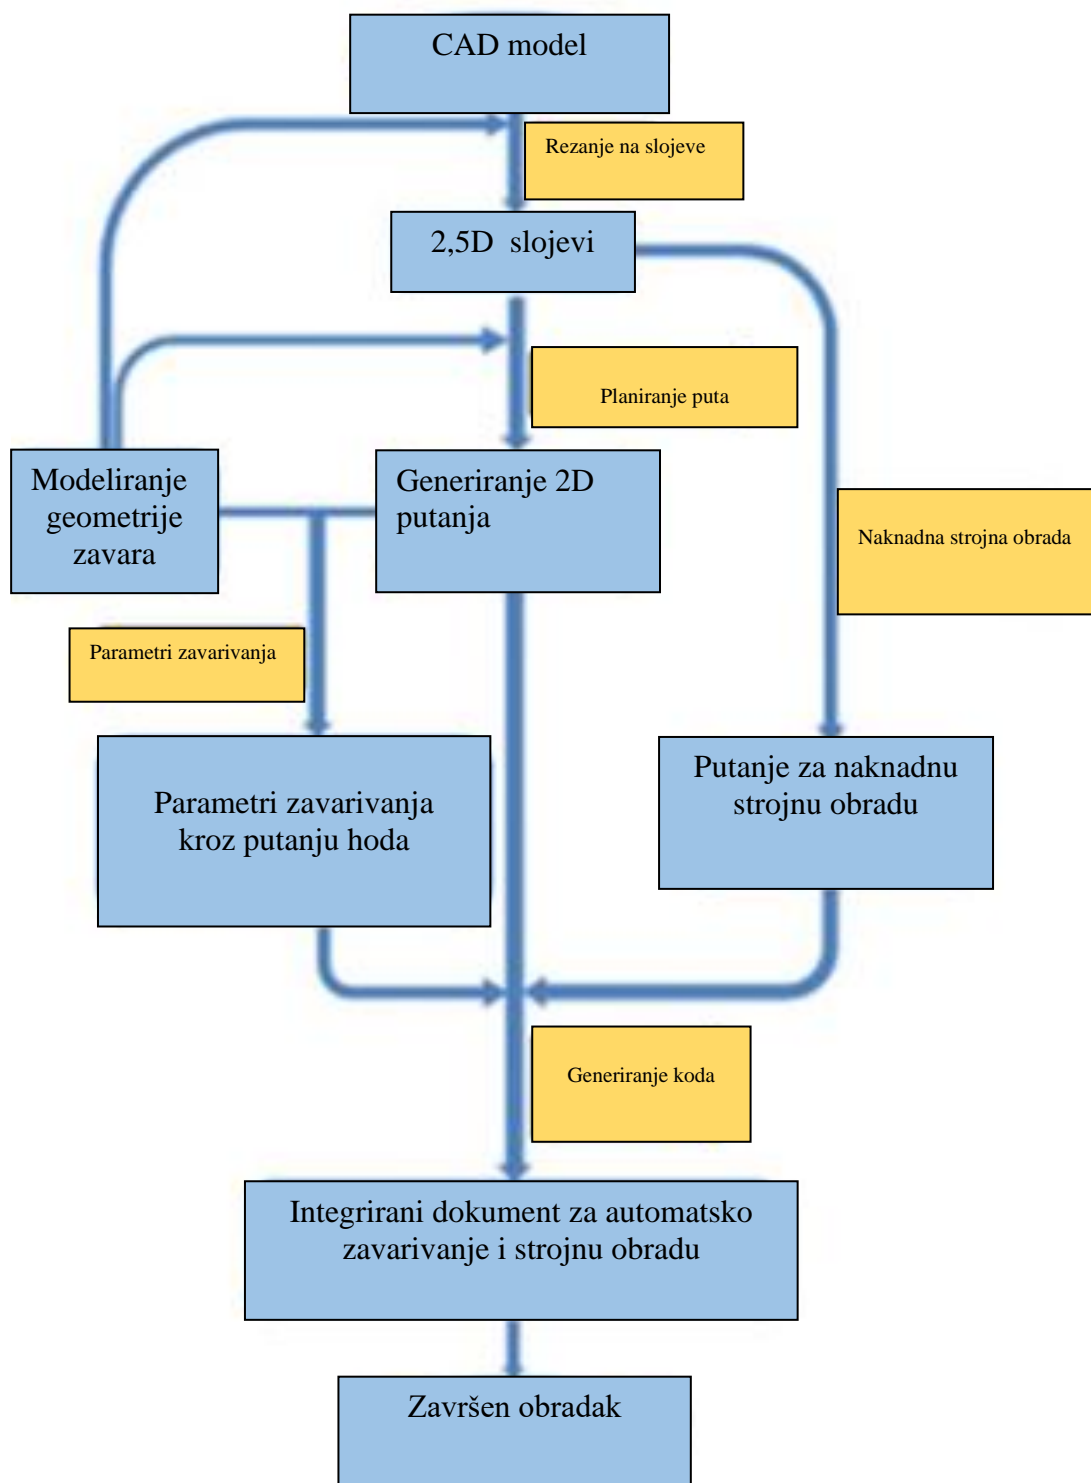 CAD model
Rezanje na slojeve
2,5D slojevi
Planiranje puta
Modeliranje
geometrije
zavara
Generiranje 2D
putanja
Naknadna strojna obrada
Parametri zavarivanja
Parametri zavarivanja
kroz putanju hoda
Putanje za naknadnu
strojnu obradu
Generiranje koda
Integrirani dokument za automatsko
zavarivanje i strojnu obradu
Završen obradak